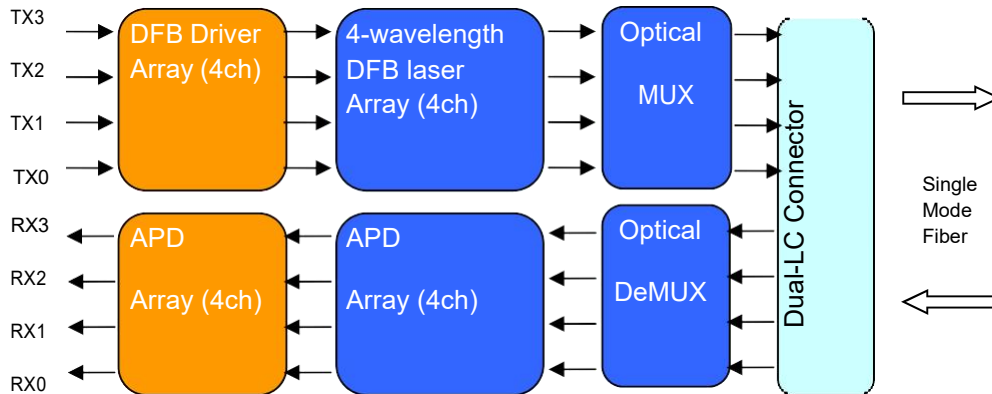 TX3
TX2
TX1
TX0
DFB Driver
Array (4ch)
4-wavelength
DFB laser
Array (4ch)
Optical
MUX
RX3
RX2
RX1
RX0
APD
Array (4ch)
APD
Array (4ch)
Optical
DeMUX
Dual-LC Connector
Single
Mode
Fiber